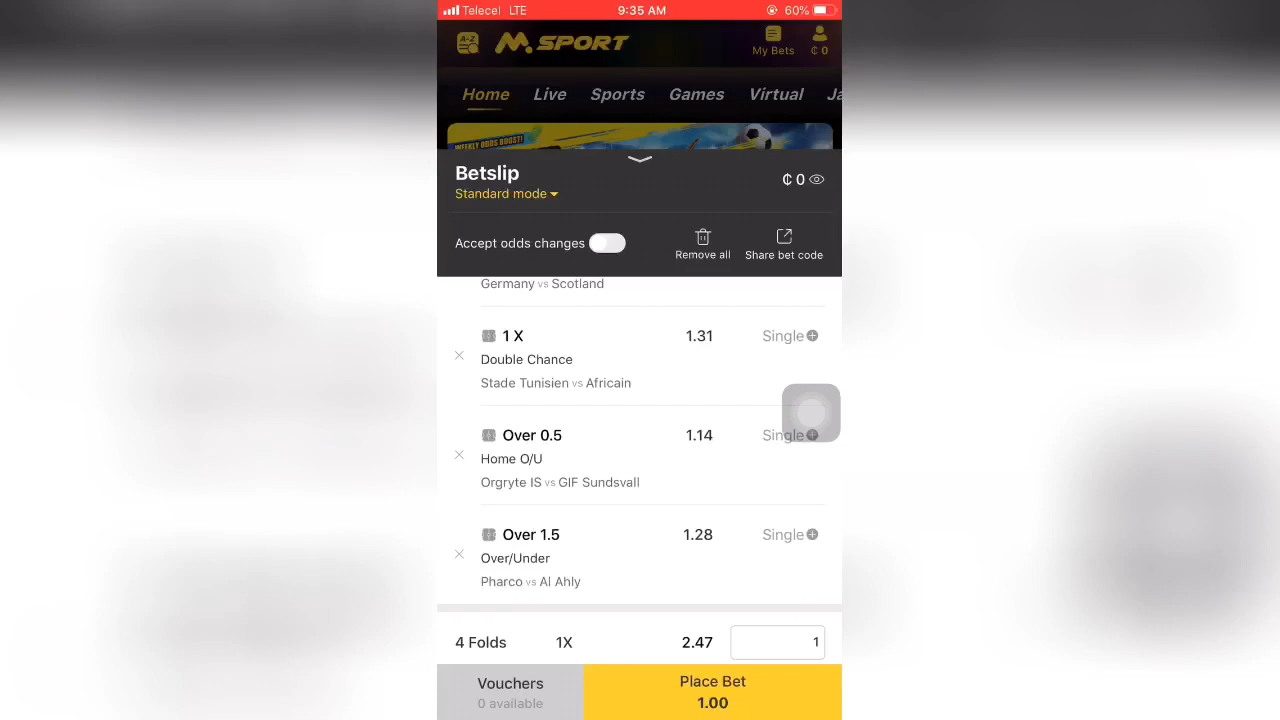 Telecel LTE 9:35 AM 60%
A-Z M.SPORT My Bets ₵ 0
Home Live Sports Games Virtual Ja
WEEKLY ODDS BOOST!
Betslip ₵ 0
Standard mode
Accept odds changes Remove all Share bet code
Germany vs Scotland
1 X 1.31 Single
Double Chance
Stade Tunisien vs Africain
Over 0.5 1.14 Single
Home O/U
Orgryte IS vs GIF Sundsvall
Over 1.5 1.28 Single
Over/Under
Pharco vs Al Ahly
4 Folds 1X 2.47 1
Vouchers Place Bet
0 available 1.00